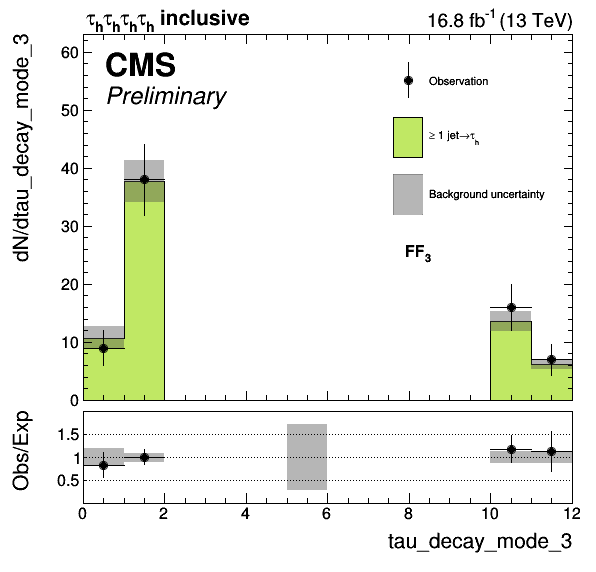 τhτhτhτh inclusive
16.8 fb⁻¹ (13 TeV)
dN/dtau_decay_mode_3
60
50
40
30
20
10
0
CMS
Preliminary
Observation
≥ 1 jet→τh
Background uncertainty
FF3
Obs/Exp
1.5
1
0.5
0 2 4 6 8 10 12
tau_decay_mode_3